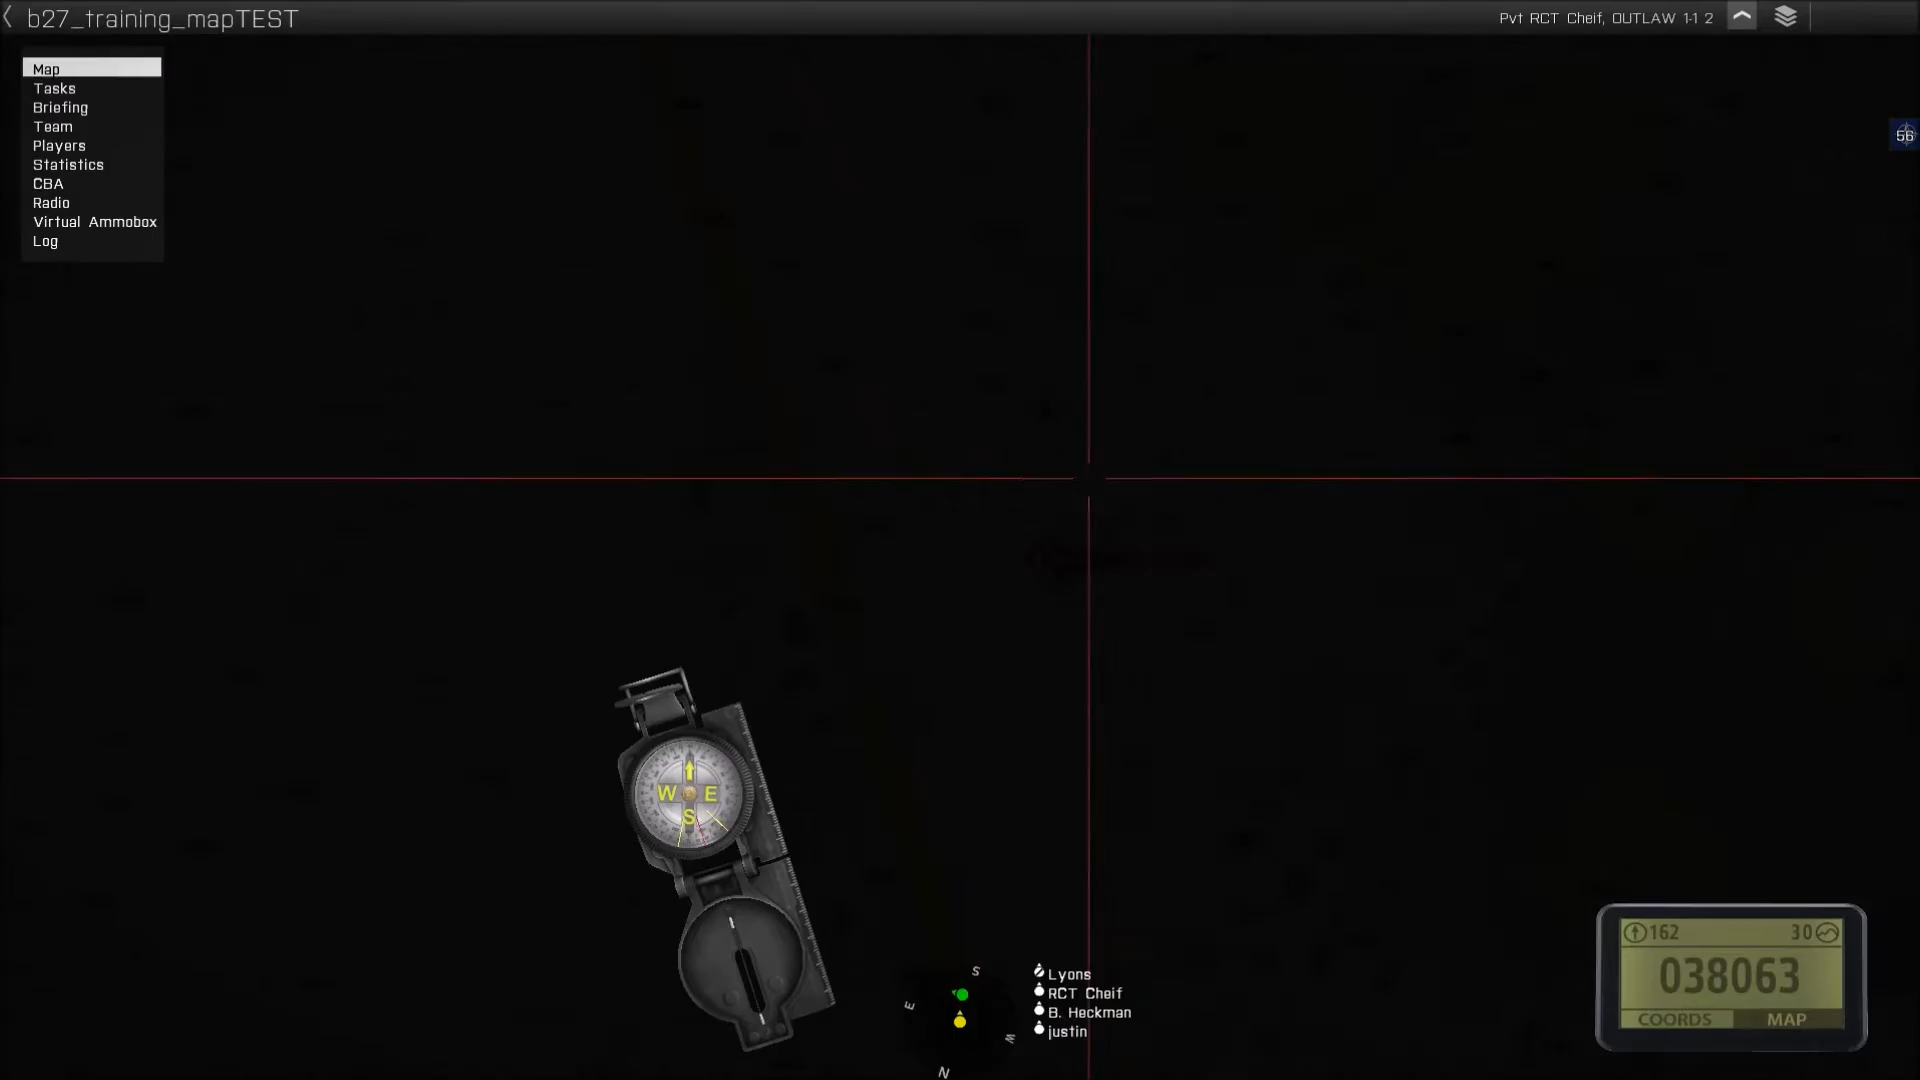 b27_training_mapTEST
Pvt RCT Cheif, OUTLAW 1-1 2
Map
Tasks
Briefing
Team
Players
Statistics
CBA
Radio
Virtual Ammobox
Log
56
W E
S
S
E
W
N
Lyons
RCT Cheif
B. Heckman
justin
162 30
038063
COORDS MAP